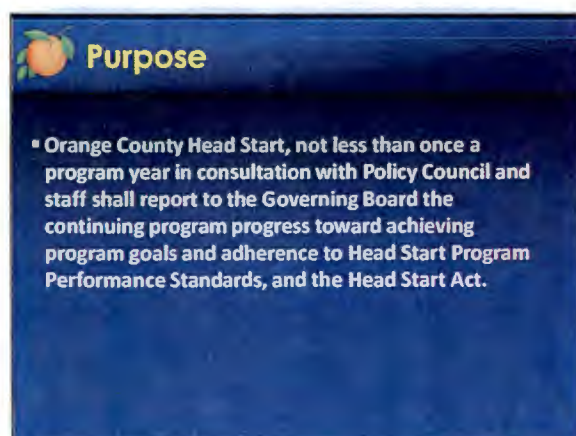 Purpose
▪ Orange County Head Start, not less than once a
program year in consultation with Policy Council and
staff shall report to the Governing Board the
continuing program progress toward achieving
program goals and adherence to Head Start Program
Performance Standards, and the Head Start Act.